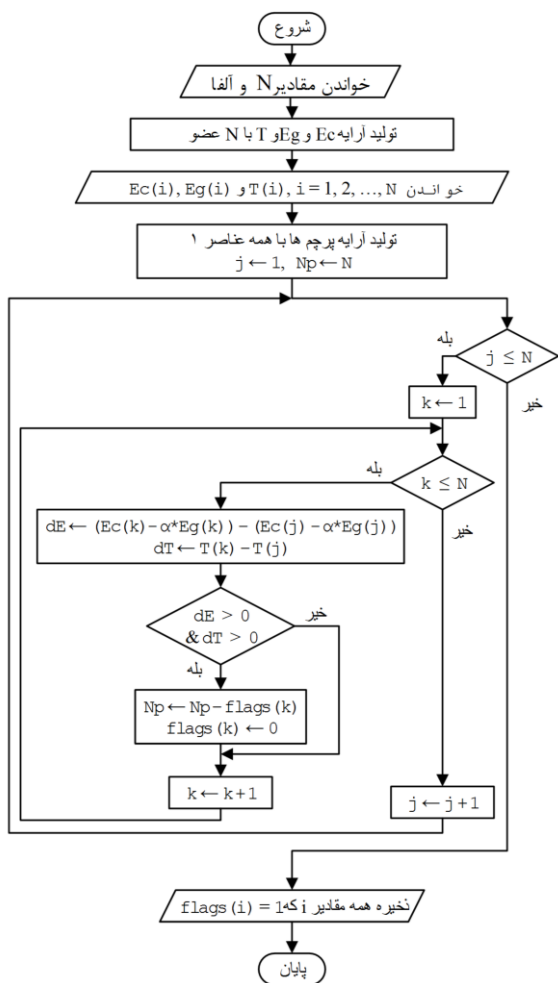 شروع
خواندن مقادیر N و آلفا
تولید آرایه Ec و Eg و T با N عضو
خواندن Ec(i), Eg(i) و T(i), i = 1, 2, …, N
تولید آرایه پرچم ها با همه عناصر ۱
j ← 1, Np ← N
j ≤ N
بله
خیر
k ← 1
k ≤ N
بله
خیر
dE ← (Ec(k)-α*Eg(k)) - (Ec(j)-α*Eg(j))
dT ← T(k) - T(j)
dE > 0
& dT > 0
خیر
بله
Np ← Np - flags(k)
flags(k) ← 0
k ← k+1
j ← j+1
ذخیره همه مقادیر i که flags(i) = 1
پایان